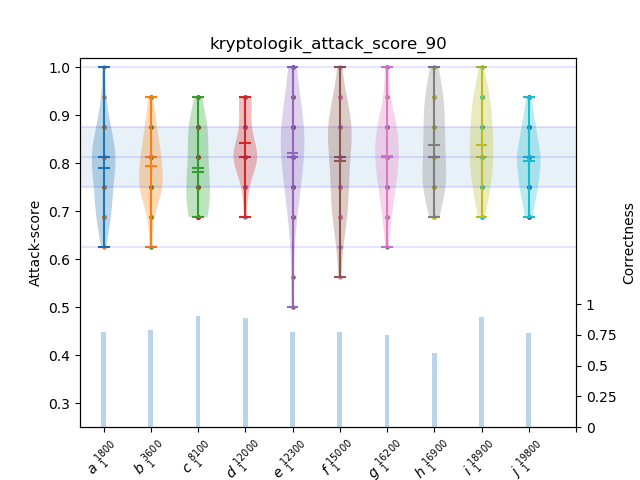 kryptologik_attack_score_90
1.0
0.9
0.8
0.7
0.6
0.5
0.4
0.3
Attack-score
1
0.75
0.5
0.25
0
Correctness
a 1800 1
b 3600 1
c 8100 1
d 12000 1
e 12300 1
f 15000 1
g 16200 1
h 16900 1
i 18900 1
j 19800 1